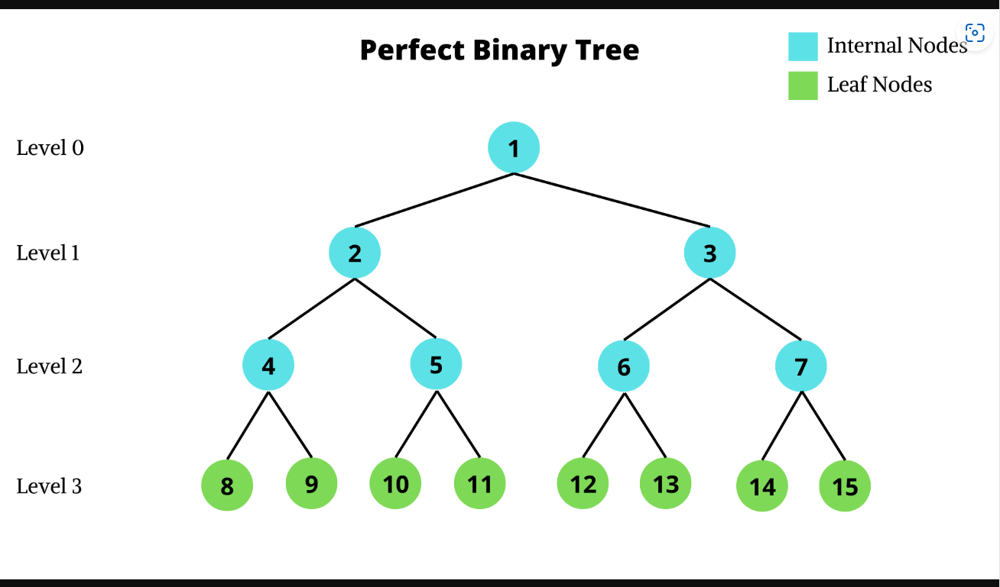 Perfect Binary Tree
Internal Nodes
Leaf Nodes
Level 0
1
Level 1
2
3
Level 2
4
5
6
7
Level 3
8
9
10
11
12
13
14
15